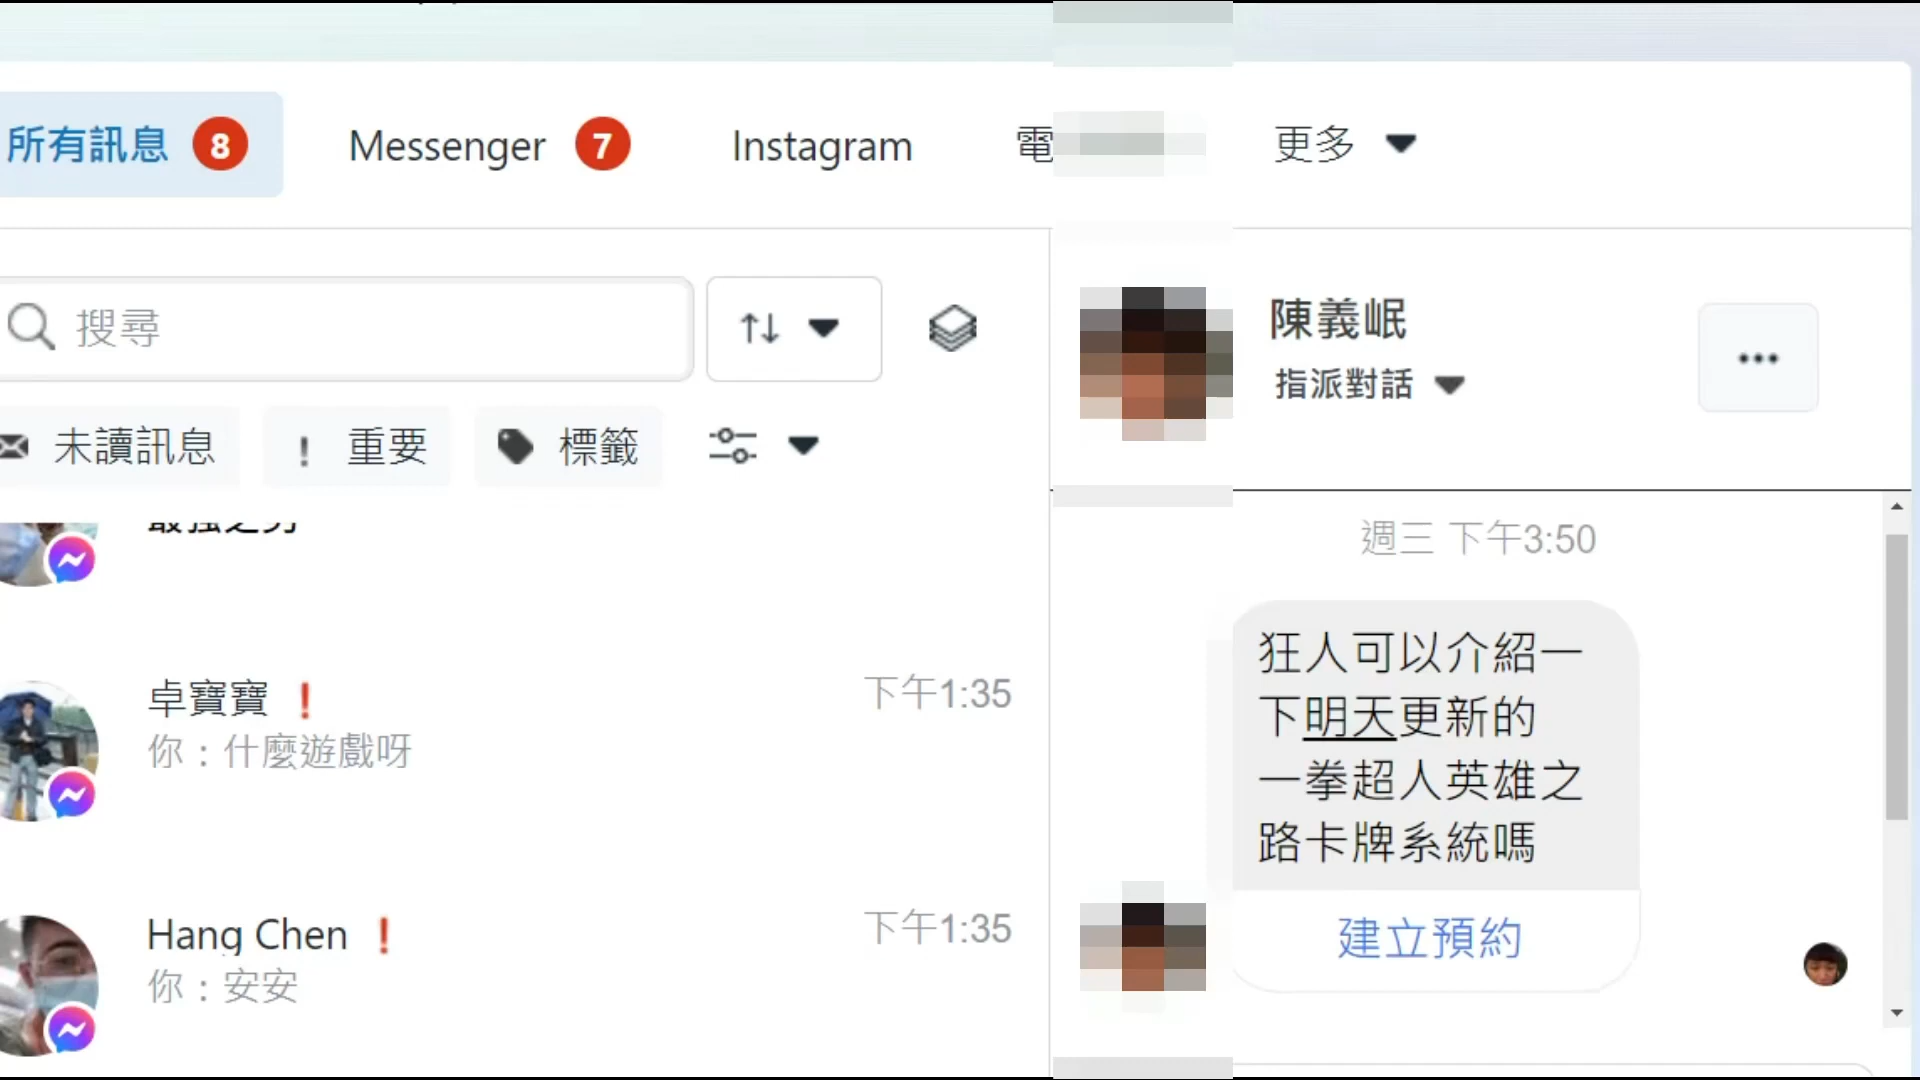 所有訊息 8 Messenger 7 Instagram 電 更多
搜尋
未讀訊息 ! 重要 標籤
卓寶寶 ❗ 下午1:35
你：什麼遊戲呀
Hang Chen ❗ 下午1:35
你：安安
陳義岷
指派對話
週三 下午3:50
狂人可以介紹一
下明天更新的
一拳超人英雄之
路卡牌系統嗎
建立預約